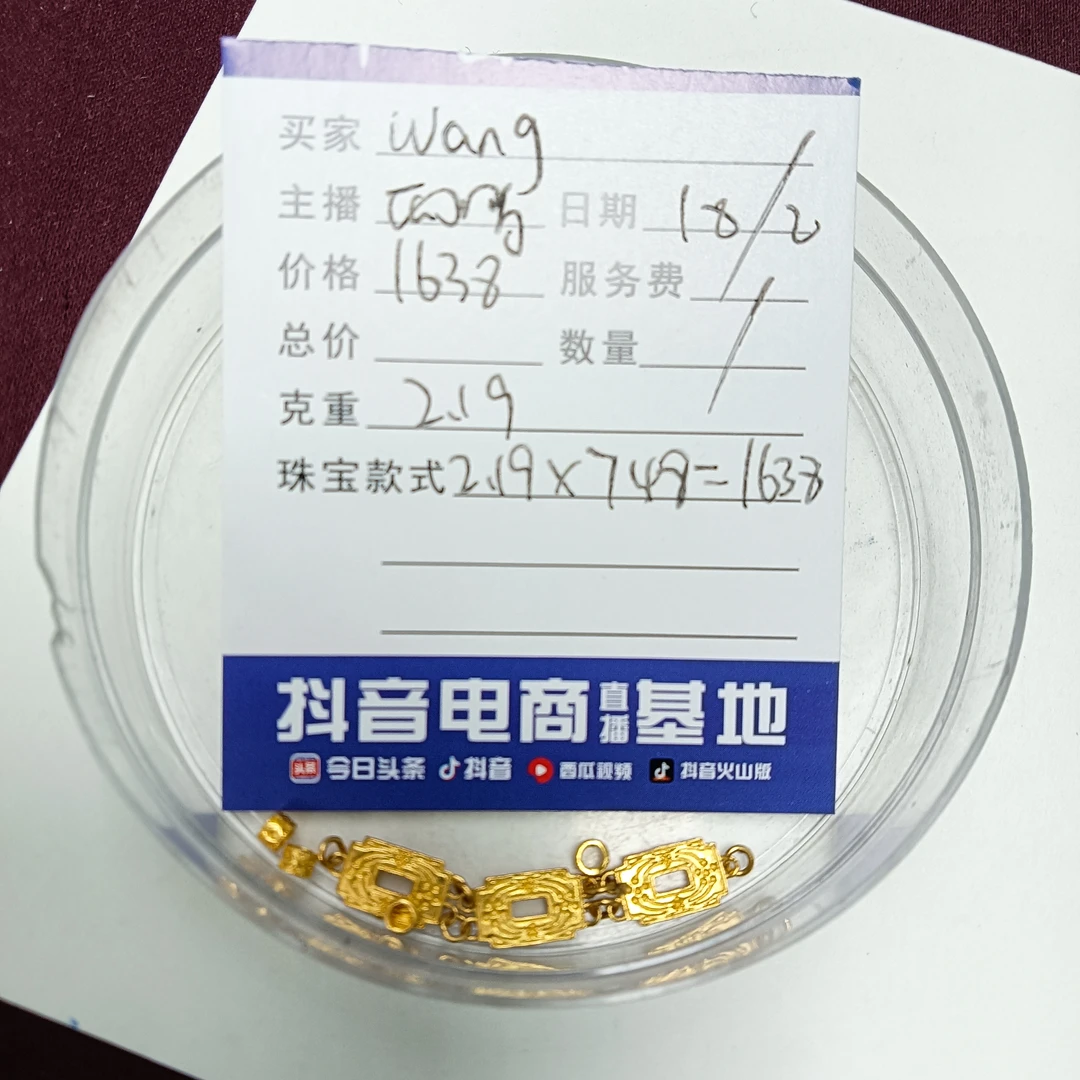 买家 Wang
主播 日期 18/2
价格 1638 服务费
总价 数量
克重 2.19
珠宝款式 2.19×748=1638
抖音电商直播基地
头条 今日头条 抖音 西瓜视频 抖音火山版